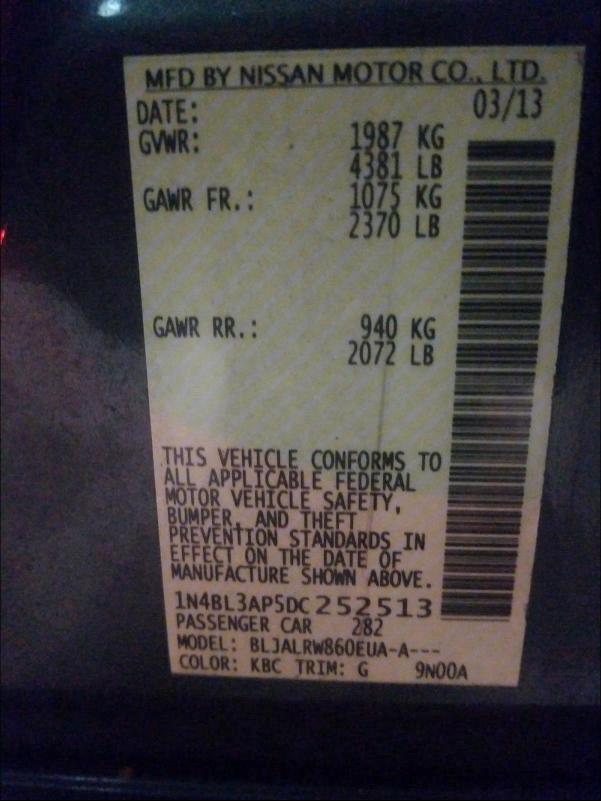 MFD BY NISSAN MOTOR CO., LTD.
DATE: 03/13
GVWR: 1987 KG
4381 LB
GAWR FR.: 1075 KG
2370 LB
GAWR RR.: 940 KG
2072 LB
THIS VEHICLE CONFORMS TO
ALL APPLICABLE FEDERAL
MOTOR VEHICLE SAFETY,
BUMPER, AND THEFT
PREVENTION STANDARDS IN
EFFECT ON THE DATE OF
MANUFACTURE SHOWN ABOVE.
1N4BL3AP5DC252513
PASSENGER CAR 282
MODEL: BLJALRW860EUA-A---
COLOR: KBC TRIM: G 9N00A